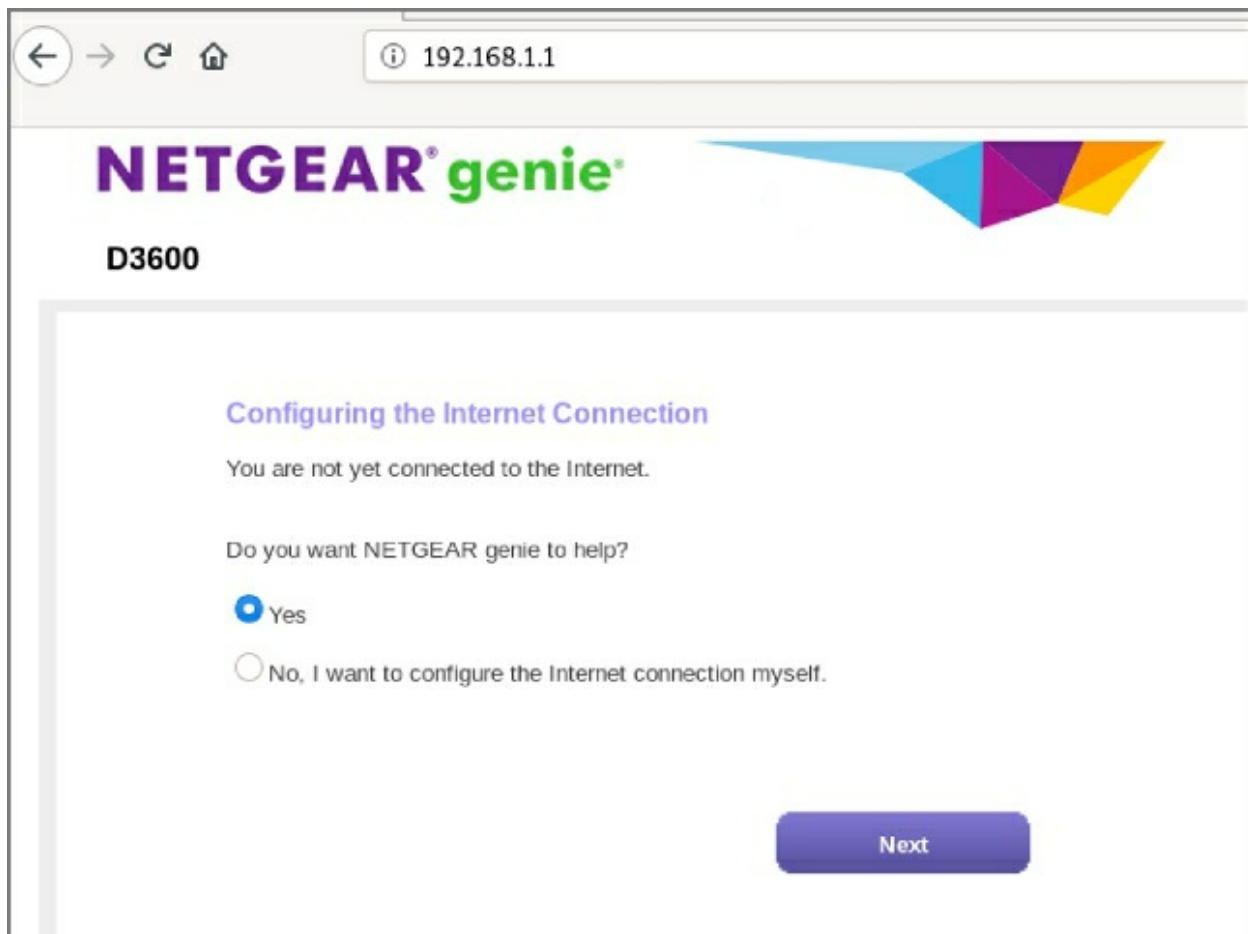 192.168.1.1
NETGEAR® genie®
D3600
Configuring the Internet Connection
You are not yet connected to the Internet.
Do you want NETGEAR genie to help?
Yes
No, I want to configure the Internet connection myself.
Next